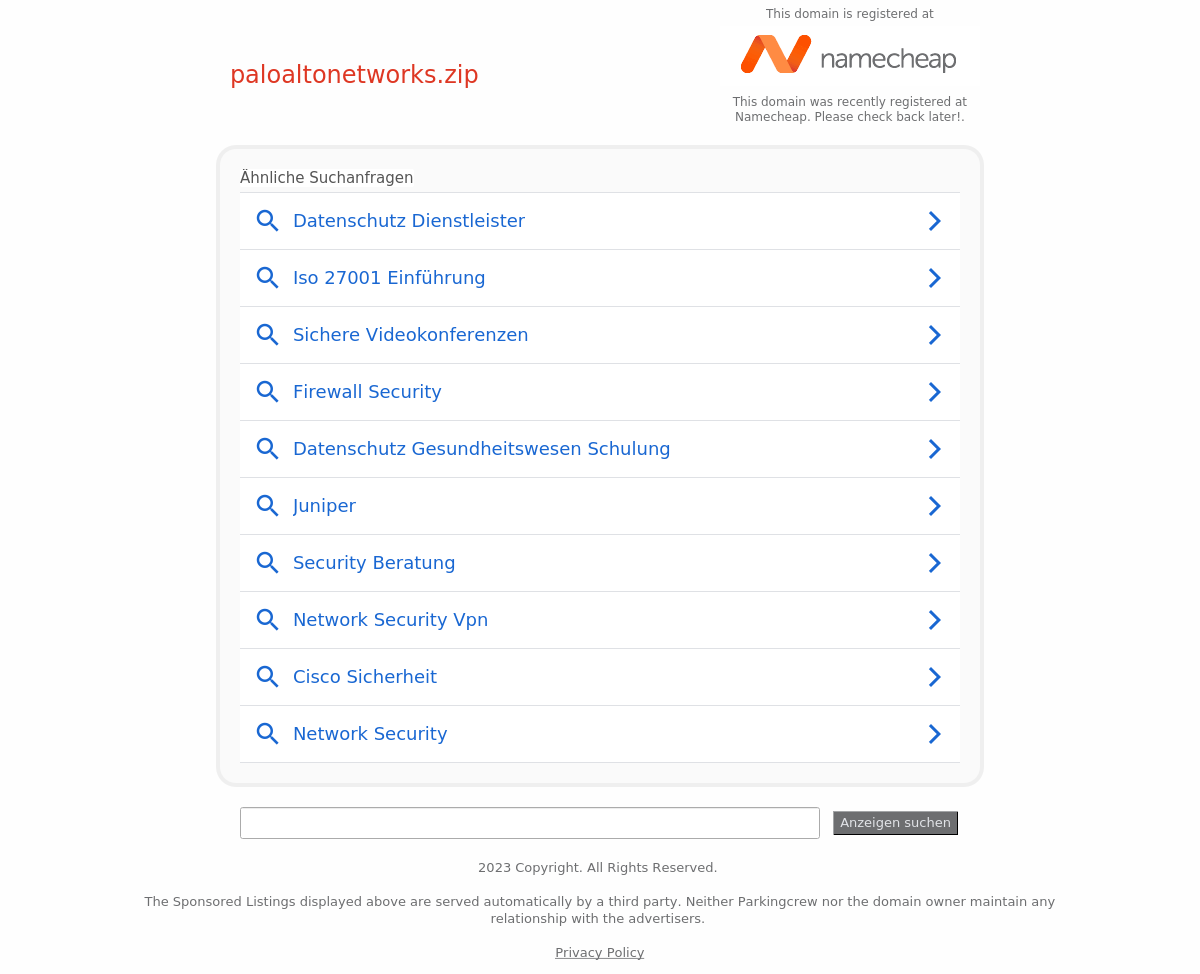 This domain is registered at
namecheap
paloaltonetworks.zip
This domain was recently registered at
Namecheap. Please check back later!.
Ähnliche Suchanfragen
Datenschutz Dienstleister
Iso 27001 Einführung
Sichere Videokonferenzen
Firewall Security
Datenschutz Gesundheitswesen Schulung
Juniper
Security Beratung
Network Security Vpn
Cisco Sicherheit
Network Security
Anzeigen suchen
2023 Copyright. All Rights Reserved.
The Sponsored Listings displayed above are served automatically by a third party. Neither Parkingcrew nor the domain owner maintain any
relationship with the advertisers.
Privacy Policy